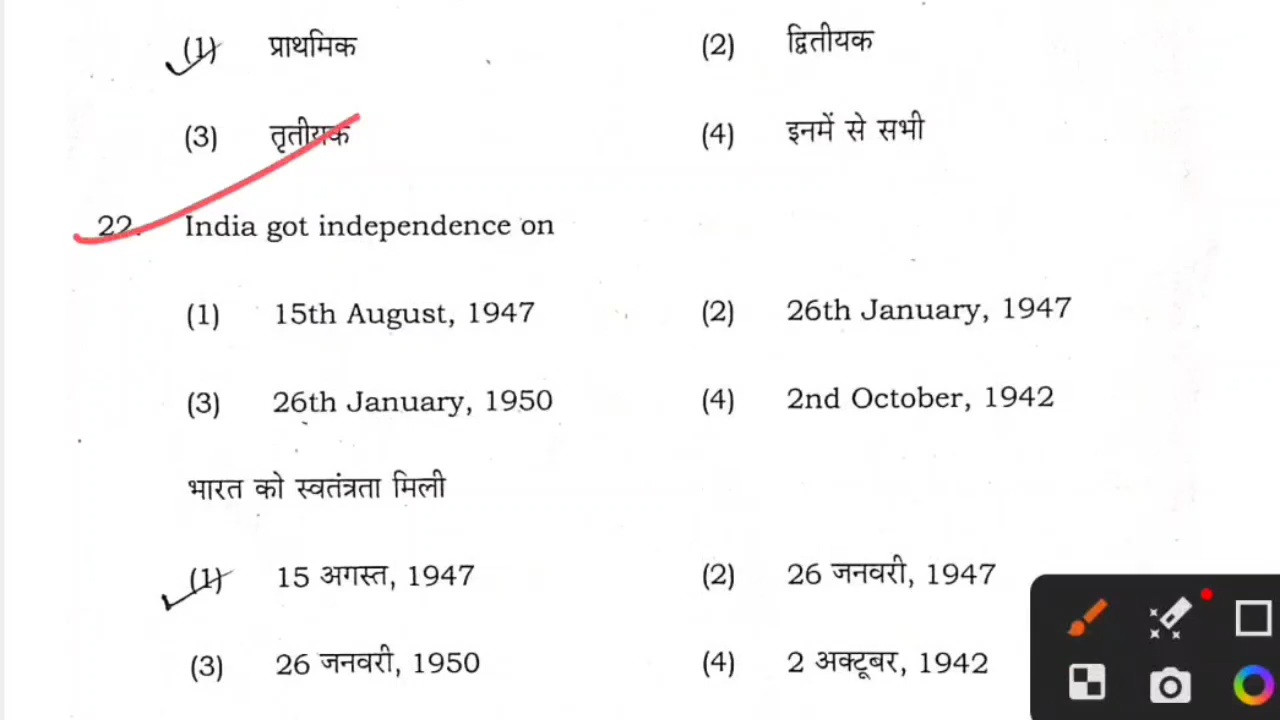 (1) प्राथमिक (2) द्वितीयक
(3) तृतीयक (4) इनमें से सभी
22. India got independence on
(1) 15th August, 1947 (2) 26th January, 1947
(3) 26th January, 1950 (4) 2nd October, 1942
भारत को स्वतंत्रता मिली
(1) 15 अगस्त, 1947 (2) 26 जनवरी, 1947
(3) 26 जनवरी, 1950 (4) 2 अक्टूबर, 1942